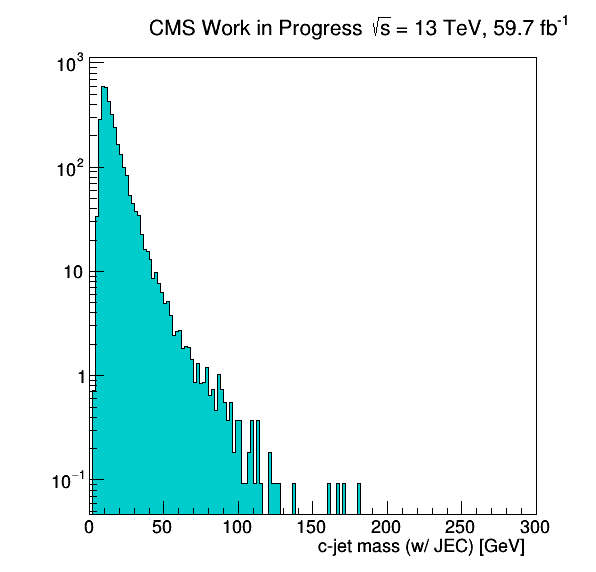 CMS Work in Progress √s = 13 TeV, 59.7 fb⁻¹
10³
10²
10
1
10⁻¹
0 50 100 150 200 250 300
c-jet mass (w/ JEC) [GeV]